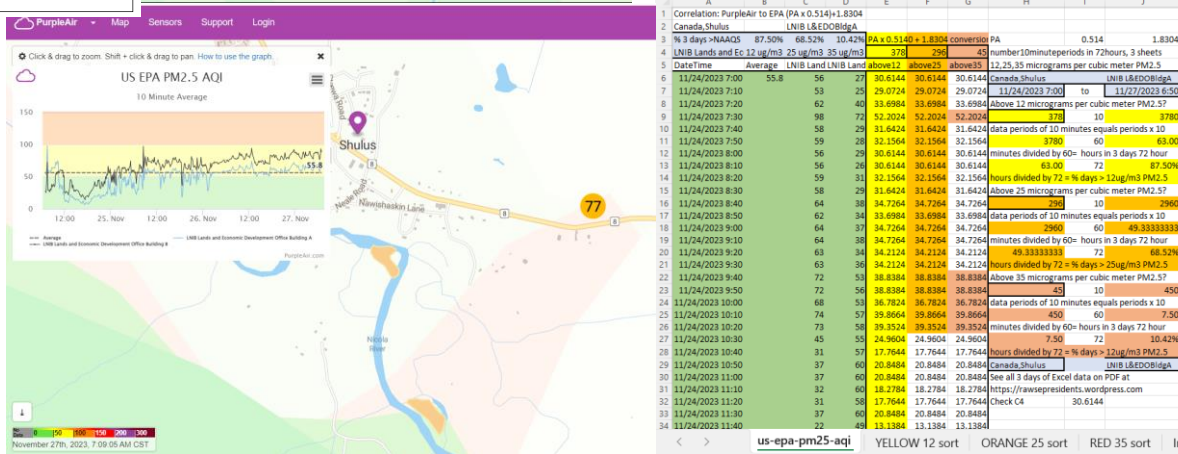 PurpleAir Map Sensors Support Login
Click & drag to zoom. Shift + click & drag to pan. How to use the graph. ×
US EPA PM2.5 AQI
10 Minute Average
150
100
50
0
55.8
12:00 25. Nov 12:00 26. Nov 12:00 27. Nov
Average
LNIB Lands and Economic Development Office Building A
LNIB Lands and Economic Development Office Building B
PurpleAir.com
Shulus
Nawishaskin Lane
8
8
77
Nicola River
0 50 100 150 200 300
November 27th, 2023, 7:09:05 AM CST
A B C D E F G H I J
1 Correlation: PurpleAir to EPA (PA x 0.514)+1.8304
2 Canada,Shulus LNIB L&EDOBldgA
3 % 3 days >NAAQS 87.50% 68.52% 10.42% PA x 0.5140 + 1.8304 conversion PA 0.514 1.8304
4 LNIB Lands and Ec 12 ug/m3 25 ug/m3 35 ug/m3 378 296 45 number10minuteperiods in 72hours, 3 sheets
5 DateTime Average LNIB Land LNIB Land above12 above25 above35 12,25,35 micrograms per cubic meter PM2.5
6 11/24/2023 7:00 55.8 56 27 30.6144 30.6144 30.6144 Canada,Shulus LNIB L&EDOBldgA
7 11/24/2023 7:10 53 25 29.0724 29.0724 29.0724 11/24/2023 7:00 to 11/27/2023 6:50
8 11/24/2023 7:20 62 40 33.6984 33.6984 33.6984 Above 12 micrograms per cubic meter PM2.5?
9 11/24/2023 7:30 98 72 52.2024 52.2024 52.2024 378 10 3780
10 11/24/2023 7:40 58 29 31.6424 31.6424 31.6424 data periods of 10 minutes equals periods x 10
11 11/24/2023 7:50 59 28 32.1564 32.1564 32.1564 3780 60 63.00
12 11/24/2023 8:00 56 29 30.6144 30.6144 30.6144 minutes divided by 60= hours in 3 days 72 hour
13 11/24/2023 8:10 56 26 30.6144 30.6144 30.6144 63.00 72 87.50%
14 11/24/2023 8:20 59 31 32.1564 32.1564 32.1564 hours divided by 72 = % days > 12ug/m3 PM2.5
15 11/24/2023 8:30 58 29 31.6424 31.6424 31.6424 Above 25 micrograms per cubic meter PM2.5?
16 11/24/2023 8:40 64 38 34.7264 34.7264 34.7264 296 10 2960
17 11/24/2023 8:50 62 34 33.6984 33.6984 33.6984 data periods of 10 minutes equals periods x 10
18 11/24/2023 9:00 64 37 34.7264 34.7264 34.7264 2960 60 49.33333333
19 11/24/2023 9:10 64 38 34.7264 34.7264 34.7264 minutes divided by 60= hours in 3 days 72 hour
20 11/24/2023 9:20 63 34 34.2124 34.2124 34.2124 49.33333333 72 68.52%
21 11/24/2023 9:30 63 36 34.2124 34.2124 34.2124 hours divided by 72 = % days > 25ug/m3 PM2.5
22 11/24/2023 9:40 72 53 38.8384 38.8384 38.8384 Above 35 micrograms per cubic meter PM2.5?
23 11/24/2023 9:50 72 56 38.8384 38.8384 38.8384 45 10 450
24 11/24/2023 10:00 68 53 36.7824 36.7824 36.7824 data periods of 10 minutes equals periods x 10
25 11/24/2023 10:10 74 57 39.8664 39.8664 39.8664 450 60 7.50
26 11/24/2023 10:20 73 58 39.3524 39.3524 39.3524 minutes divided by 60= hours in 3 days 72 hour
27 11/24/2023 10:30 45 55 24.9604 24.9604 24.9604 7.50 72 10.42%
28 11/24/2023 10:40 31 57 17.7644 17.7644 17.7644 hours divided by 72 = % days > 12ug/m3 PM2.5
29 11/24/2023 10:50 37 60 20.8484 20.8484 20.8484 Canada,Shulus LNIB L&EDOBldgA
30 11/24/2023 11:00 37 60 20.8484 20.8484 20.8484 See all 3 days of Excel data on PDF at
31 11/24/2023 11:10 32 60 18.2784 18.2784 18.2784 https://rawsepresidents.wordpress.com
32 11/24/2023 11:20 31 58 17.7644 17.7644 17.7644 Check C4 30.6144
33 11/24/2023 11:30 37 60 20.8484 20.8484 20.8484
34 11/24/2023 11:40 22 49 13.1384 13.1384 13.1384
us-epa-pm25-aqi YELLOW 12 sort ORANGE 25 sort RED 35 sort